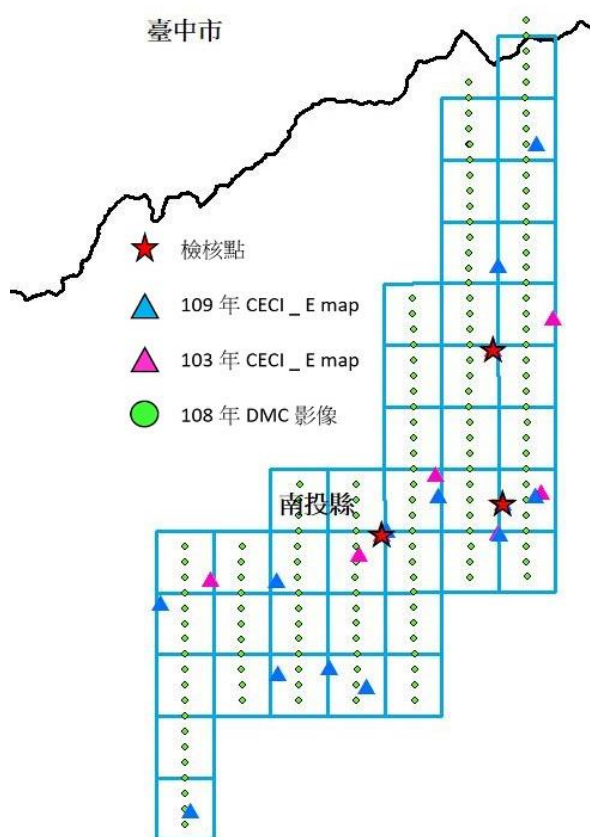 臺中市
檢核點
109 年 CECI _ E map
103 年 CECI _ E map
108 年 DMC 影像
南投縣